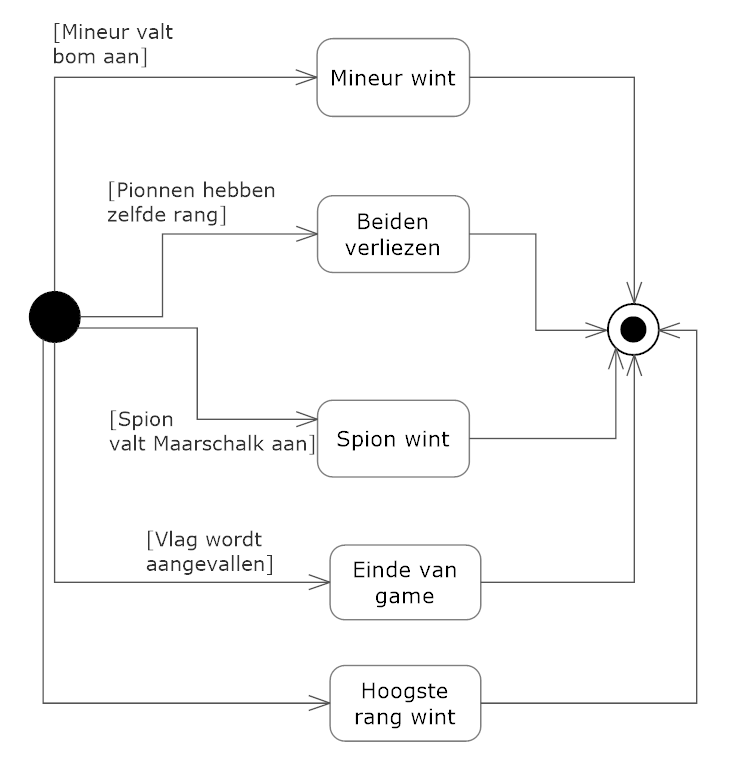 [Mineur valt
bom aan]
Mineur wint
[Pionnen hebben
zelfde rang]
Beiden
verliezen
[Spion
valt Maarschalk aan]
Spion wint
[Vlag wordt
aangevallen]
Einde van
game
Hoogste
rang wint